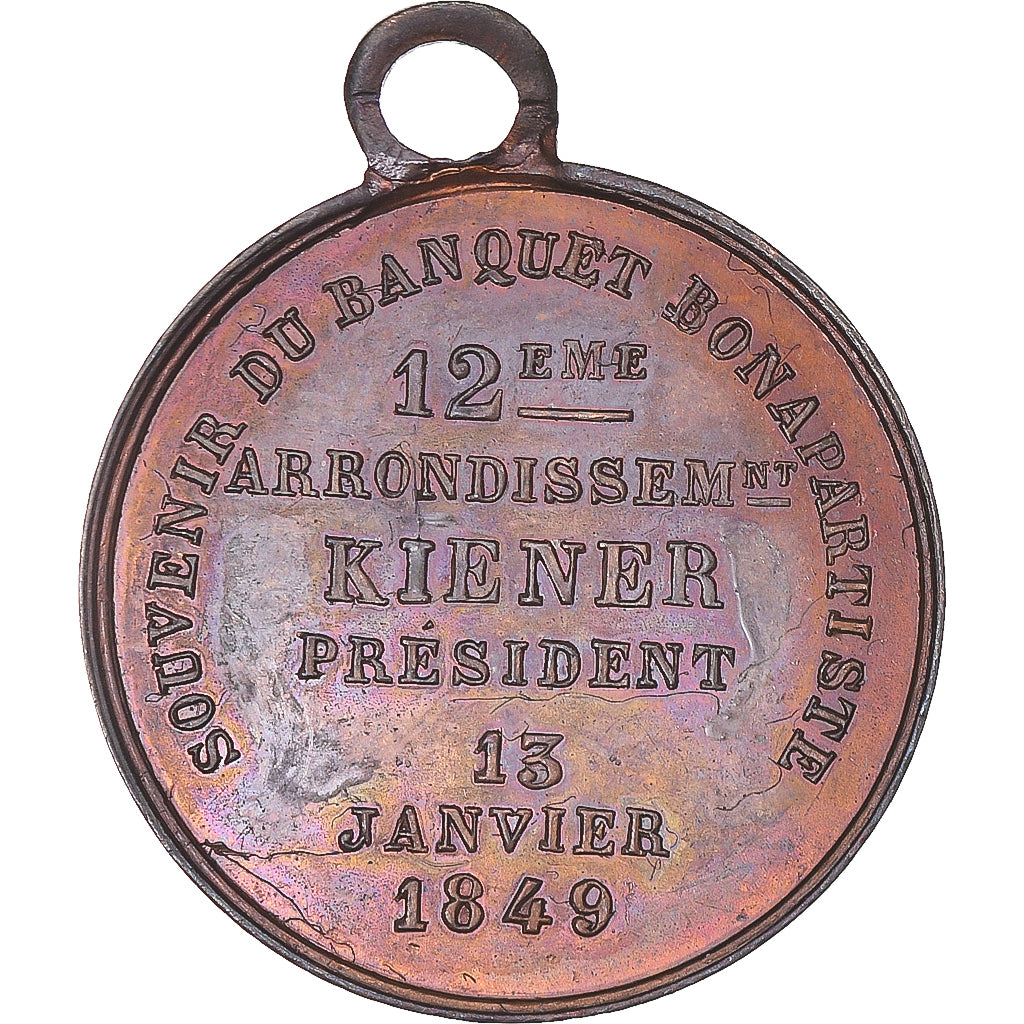 SOUVENIR DU BANQUET BONAPARTISTE
12EME
ARRONDISSEMNT
KIENER
PRÉSIDENT
13
JANVIER
1849